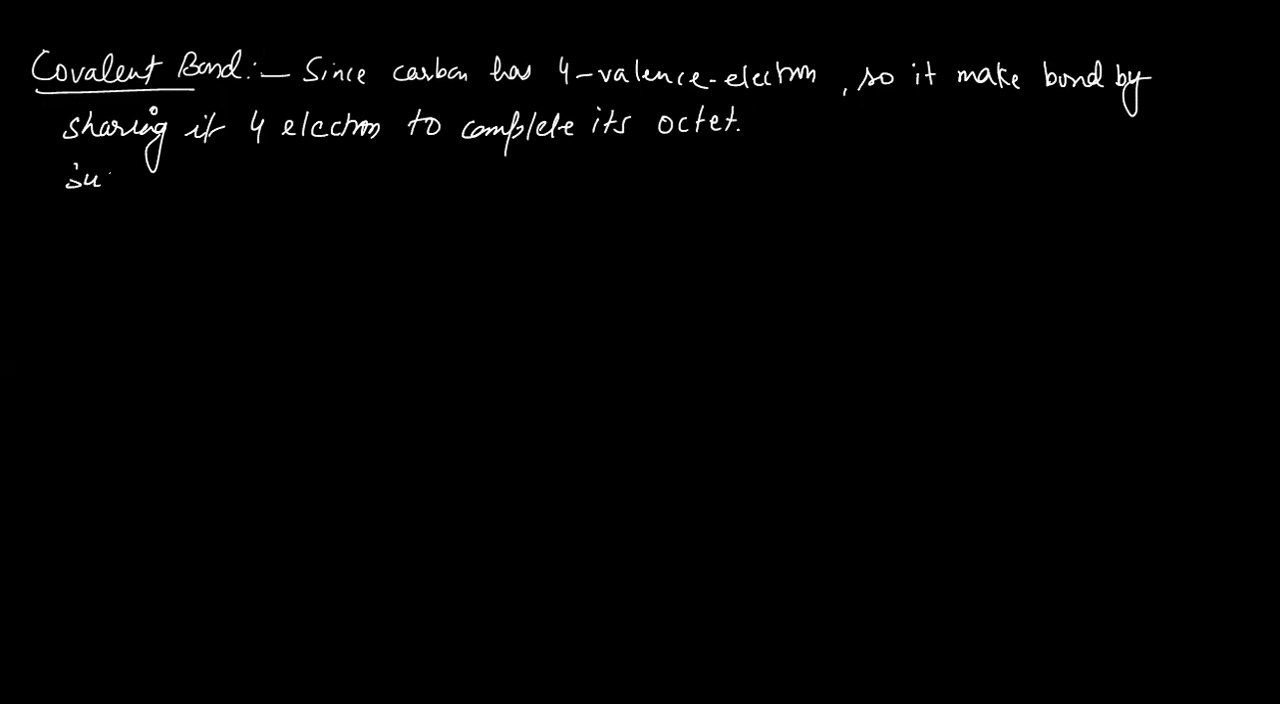 Covalent Bond:— Since carbon has 4-valence-electron, so it make bond by
sharing it 4 electron to complete its octet.